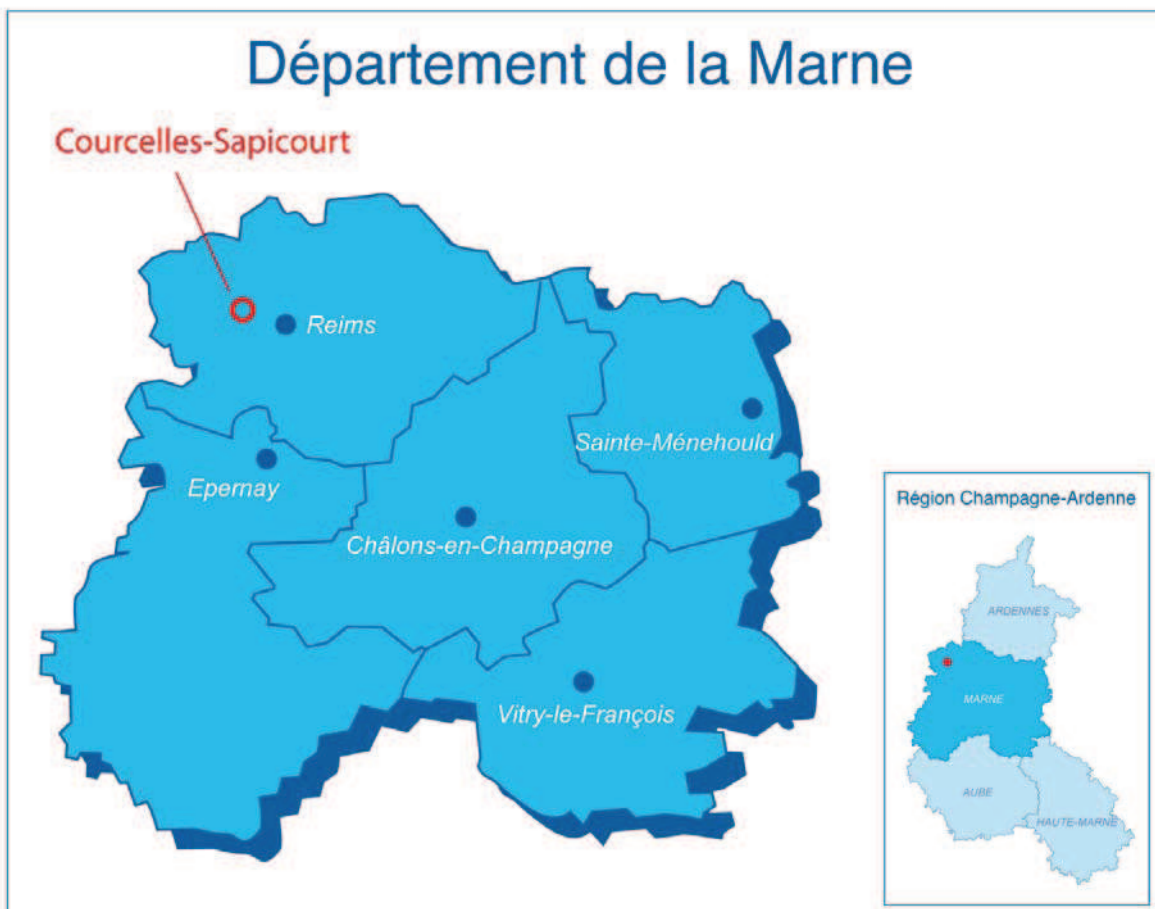 Département de la Marne
Courcelles-Sapicourt
Reims
Sainte-Ménehould
Epernay
Châlons-en-Champagne
Vitry-le-François
Région Champagne-Ardenne
ARDENNES
MARNE
AUBE
HAUTE-MARNE